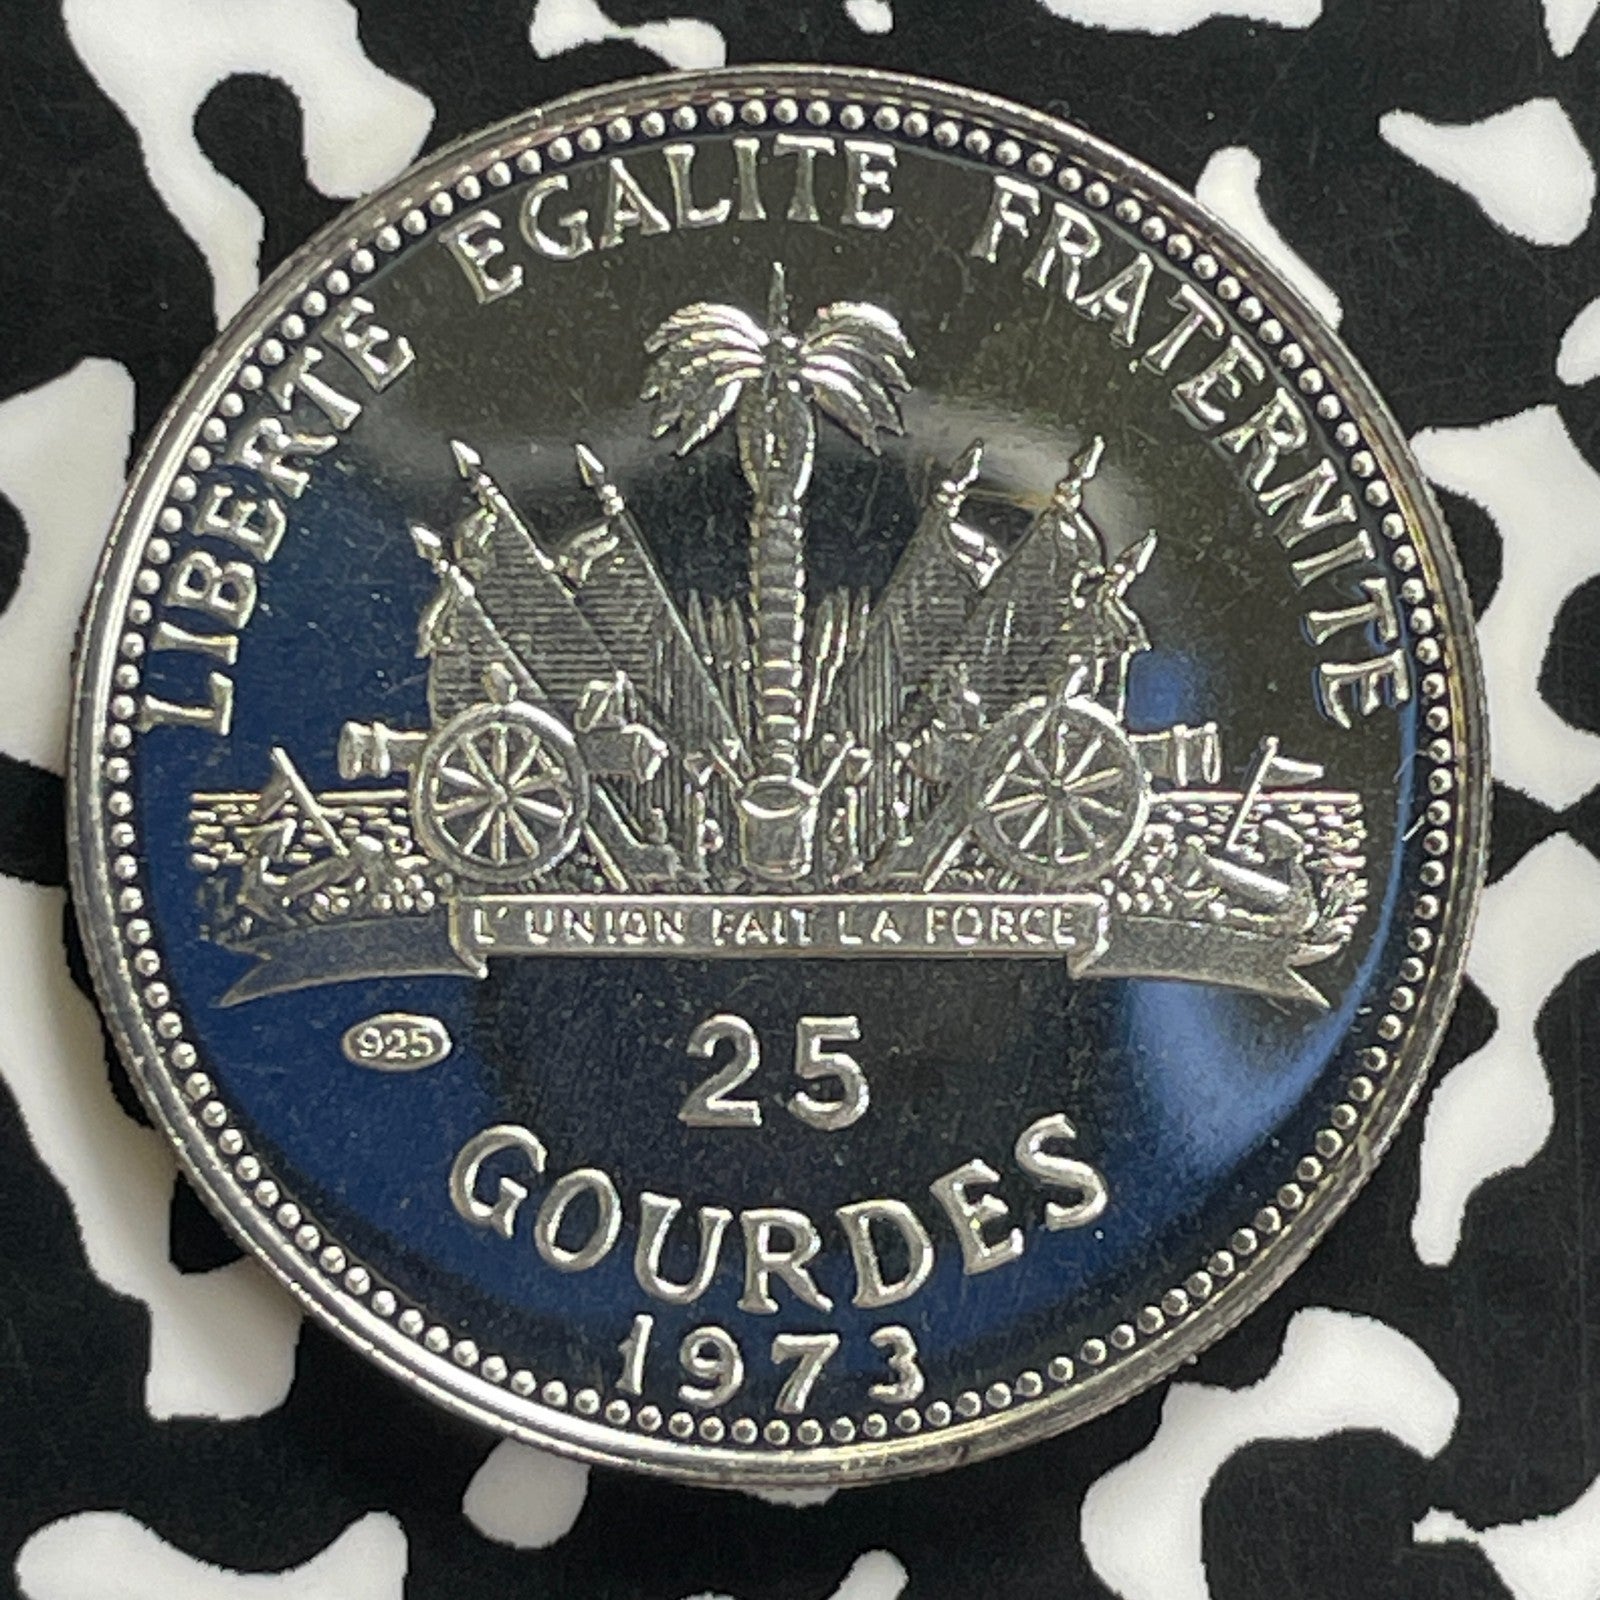 LIBERTE EGALITE FRATERNITE
L'UNION FAIT LA FORCE
925
25
GOURDES
1973